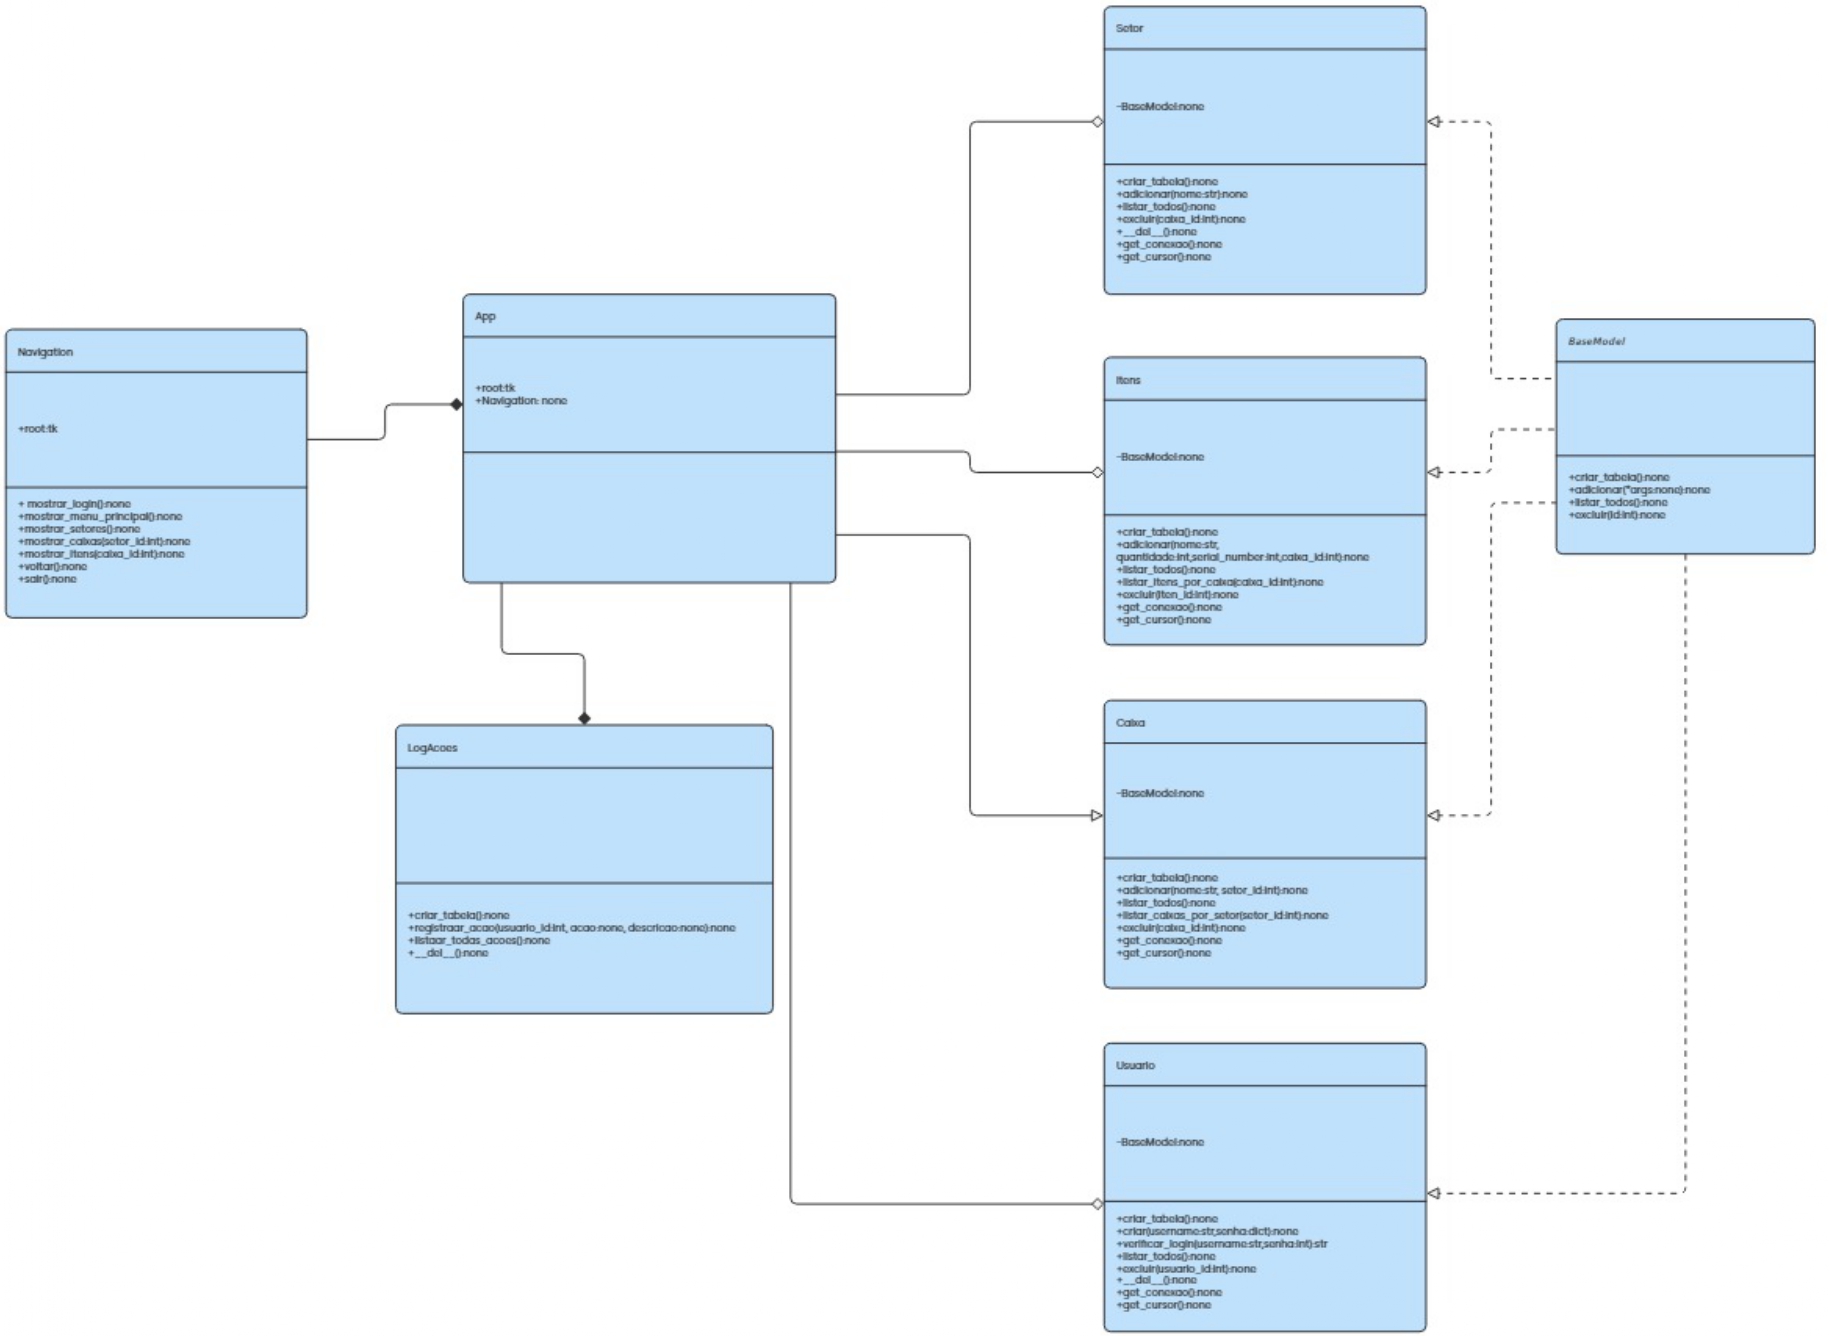 Navigation
+root:tk
+ mostrar_login():none
+mostrar_menu_principal():none
+mostrar_setores():none
+mostrar_caixas(setor_id:int):none
+mostrar_itens(caixa_id:int):none
+voltar():none
+sair():none
App
+root:tk
+Navigation: none
LogAcoes
+criar_tabela():none
+registraar_acao(usuario_id:int, acao:none, descricao:none):none
+listaar_todas_acoes():none
+__del__():none
Setor
-BaseModel:none
+criar_tabela():none
+adicionar(nome:str):none
+listar_todos():none
+excluir(caixa_id:int):none
+__del__():none
+get_conexao():none
+get_cursor():none
Itens
-BaseModel:none
+criar_tabela():none
+adicionar(nome:str,
quantidade:int,serial_number:int,caixa_id:int):none
+listar_todos():none
+listar_itens_por_caixa(caixa_id:int):none
+excluir(iten_id:int):none
+get_conexao():none
+get_cursor():none
Caixa
-BaseModel:none
+criar_tabela():none
+adicionar(nome:str, setor_id:int):none
+listar_todos():none
+listar_caixas_por_setor(setor_id:int):none
+excluir(caixa_id:int):none
+get_conexao():none
+get_cursor():none
Usuario
-BaseModel:none
+criar_tabela():none
+criar(username:str,senha:dict):none
+verificar_login(username:str,senha:int):str
+listar_todos():none
+excluir(usuario_id:int):none
+__del__():none
+get_conexao():none
+get_cursor():none
BaseModel
+criar_tabela():none
+adicionar(*args:none):none
+listar_todos():none
+excluir(id:int):none